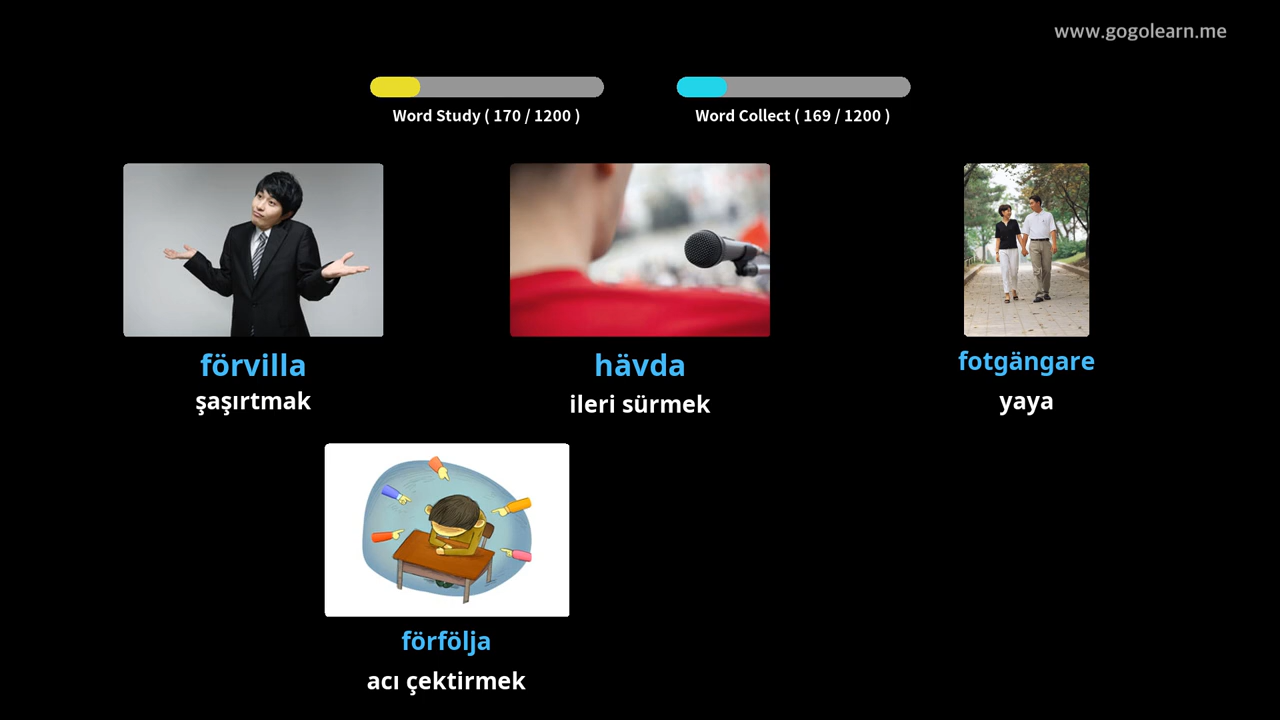 www.gogolearn.me
Word Study ( 170 / 1200 )
Word Collect ( 169 / 1200 )
förvilla
şaşırtmak
hävda
ileri sürmek
fotgängare
yaya
förfölja
acı çektirmek